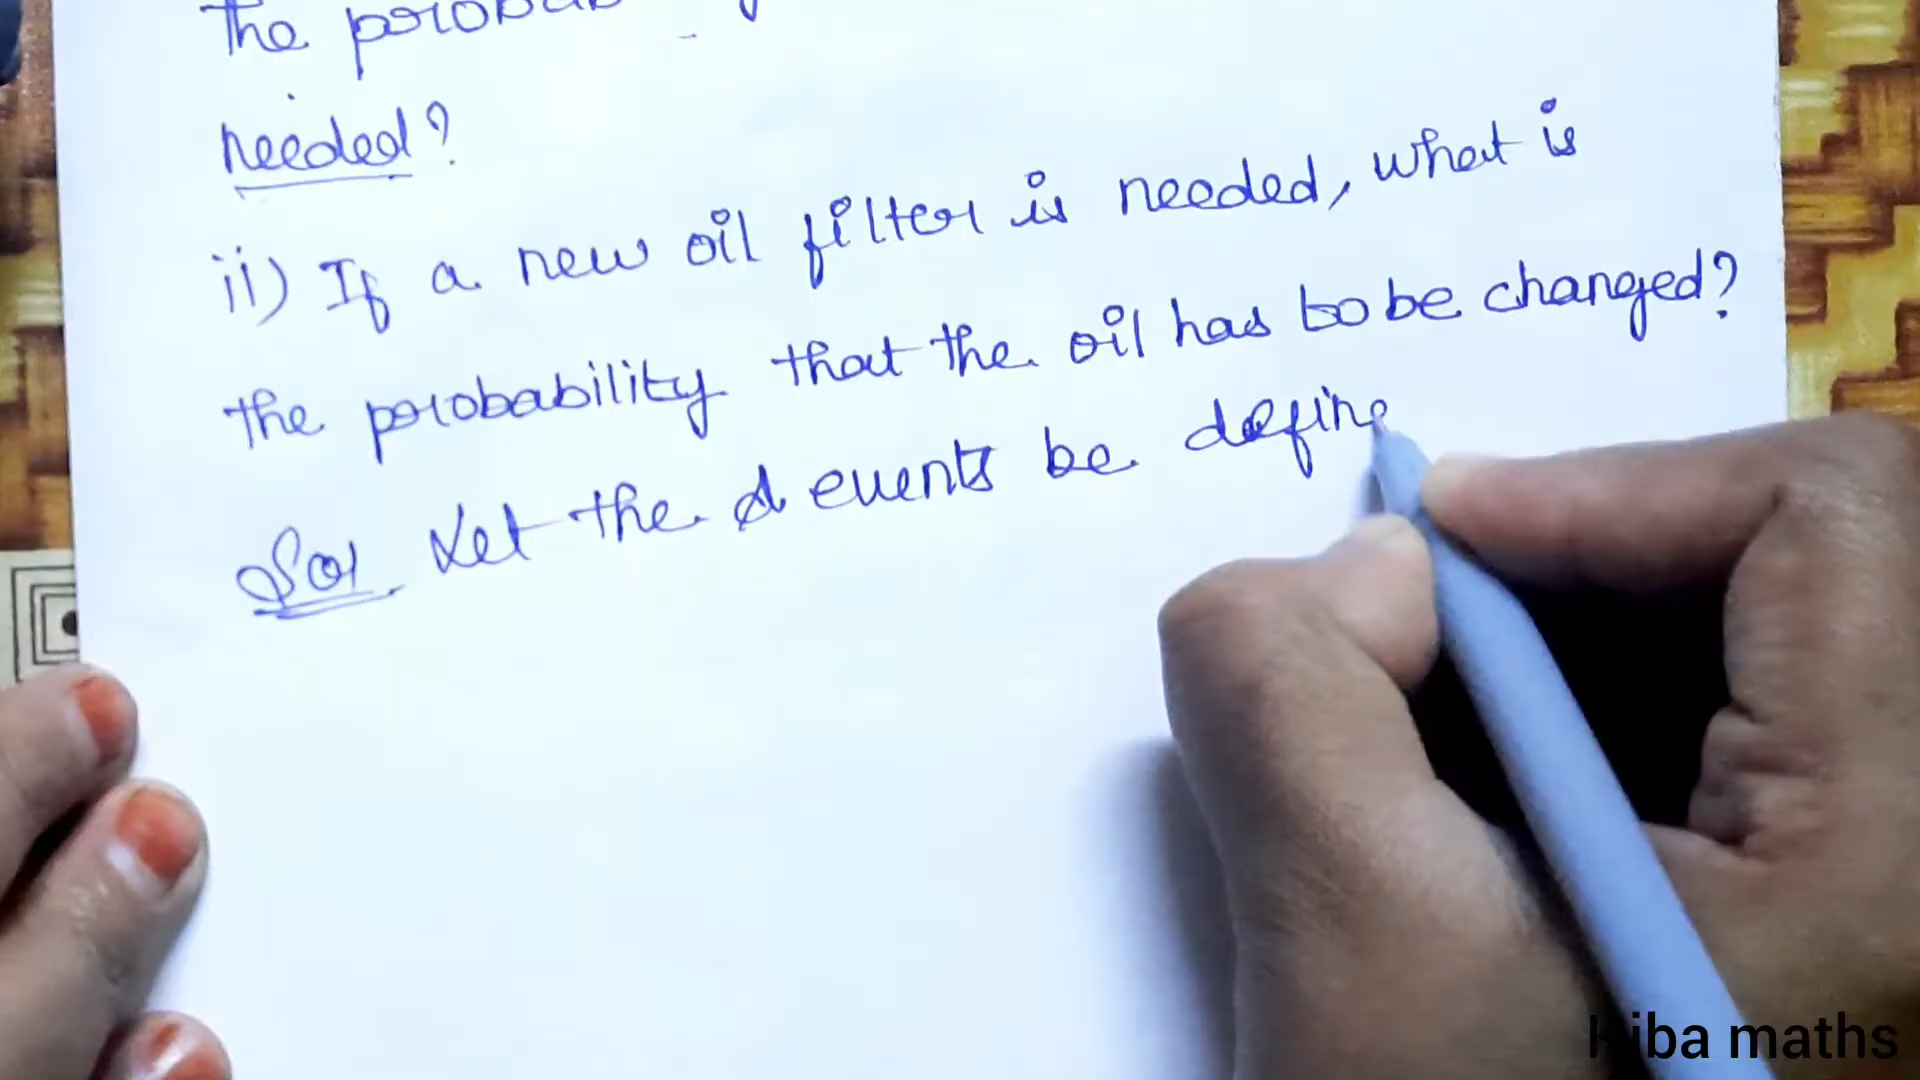 The
needed?
ii) If a new oil filter is needed, what is
the probability that the oil has to be changed?
Sol Let the events be define
Hiba maths